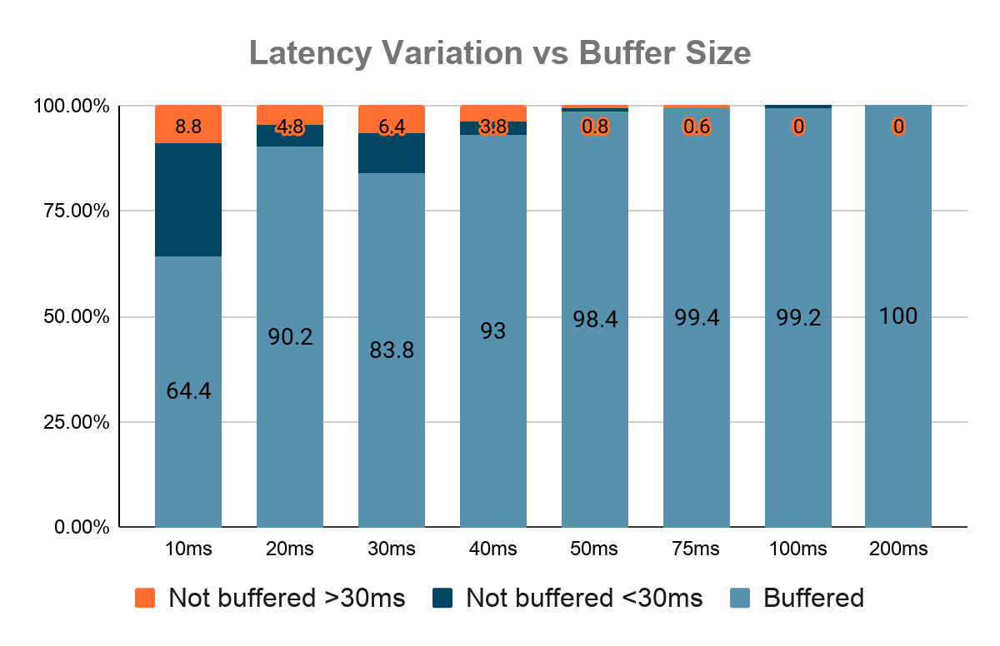 Latency Variation vs Buffer Size
100.00%
75.00%
50.00%
25.00%
0.00%
8.8
4.8
6.4
3.8
0.8
0.6
0
0
64.4
90.2
83.8
93
98.4
99.4
99.2
100
10ms
20ms
30ms
40ms
50ms
75ms
100ms
200ms
Not buffered >30ms
Not buffered <30ms
Buffered